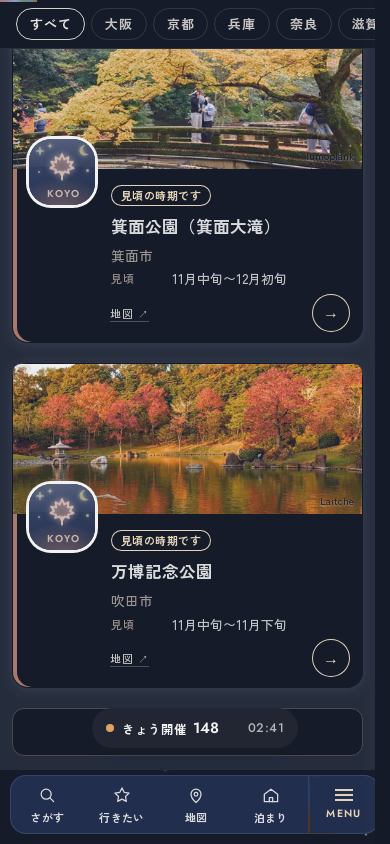 すべて
大阪
京都
兵庫
奈良
滋賀
KOYO
見頃の時期です
箕面公園（箕面大滝）
箕面市
見頃 11月中旬〜12月初旬
地図 ↗
→
Laitche
KOYO
見頃の時期です
万博記念公園
吹田市
見頃 11月中旬〜11月下旬
地図 ↗
→
きょう開催 148 02:41
さがす
行きたい
地図
泊まり
MENU